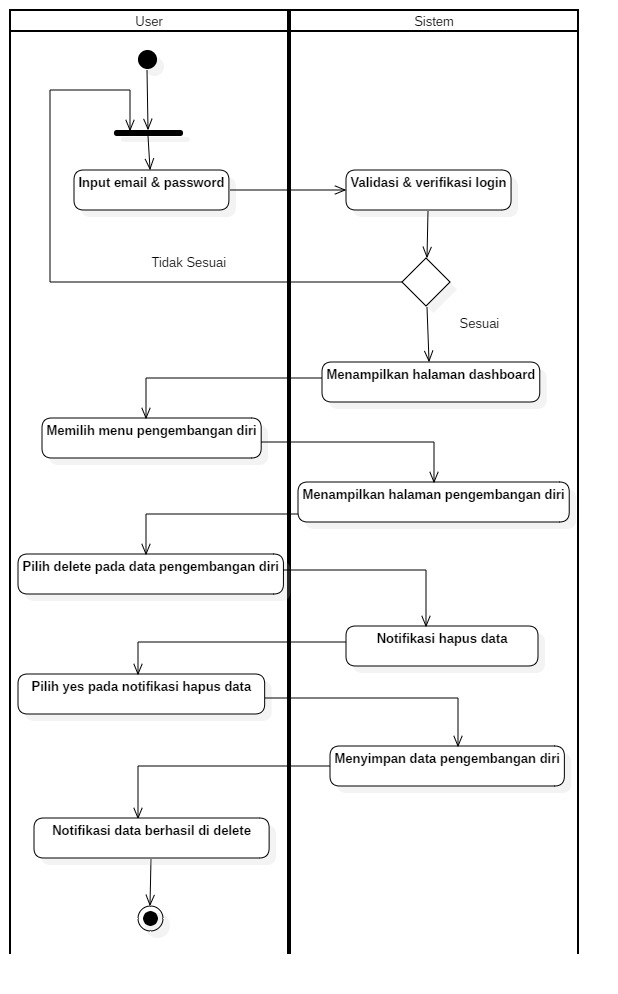 User
Sistem
Input email & password
Validasi & verifikasi login
Tidak Sesuai
Sesuai
Menampilkan halaman dashboard
Memilih menu pengembangan diri
Menampilkan halaman pengembangan diri
Pilih delete pada data pengembangan diri
Notifikasi hapus data
Pilih yes pada notifikasi hapus data
Menyimpan data pengembangan diri
Notifikasi data berhasil di delete